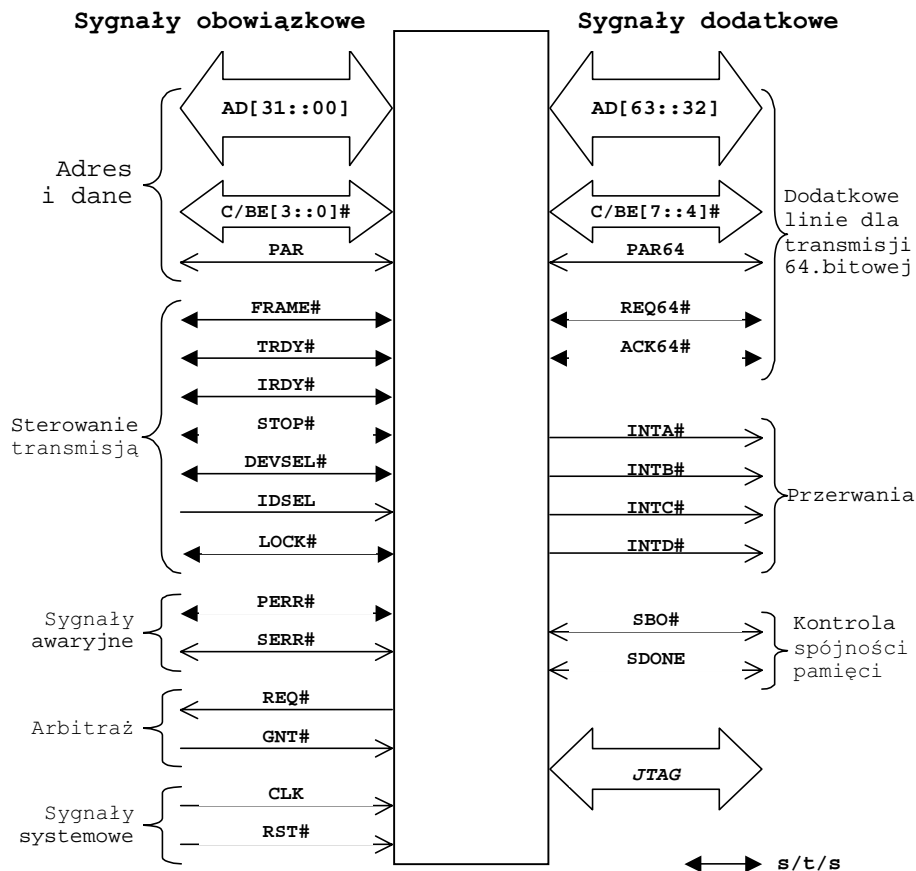 Sygnały obowiązkowe
AD[31::00]
Adres
i dane
C/BE[3::0]#
PAR
FRAME#
TRDY#
IRDY#
STOP#
Sterowanie
transmisją
DEVSEL#
IDSEL
LOCK#
PERR#
Sygnały
awaryjne
SERR#
REQ#
Arbitraż
GNT#
CLK
Sygnały
systemowe
RST#
Sygnały dodatkowe
AD[63::32]
C/BE[7::4]#
Dodatkowe
linie dla
transmisji
64.bitowej
PAR64
REQ64#
ACK64#
INTA#
INTB#
Przerwania
INTC#
INTD#
SBO#
Kontrola
spójności
pamięci
SDONE
JTAG
s/t/s